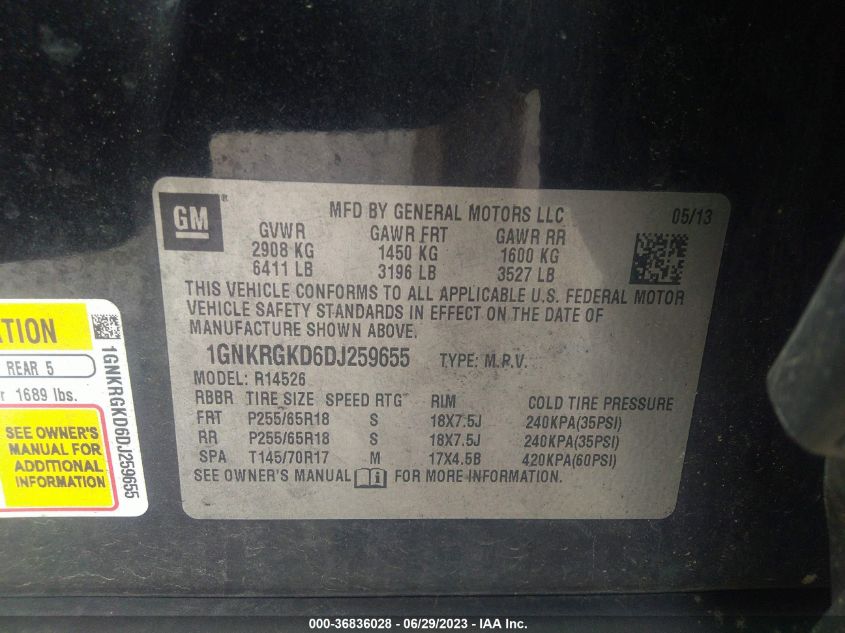 GM
MFD BY GENERAL MOTORS LLC 05/13
GVWR GAWR FRT GAWR RR
2908 KG 1450 KG 1600 KG
6411 LB 3196 LB 3527 LB
THIS VEHICLE CONFORMS TO ALL APPLICABLE U.S. FEDERAL MOTOR
VEHICLE SAFETY STANDARDS IN EFFECT ON THE DATE OF
MANUFACTURE SHOWN ABOVE.
1GNKRGKD6DJ259655 TYPE: M.P.V.
MODEL: R14526
RBBR TIRE SIZE SPEED RTG RIM COLD TIRE PRESSURE
FRT P255/65R18 S 18X7.5J 240KPA(35PSI)
RR P255/65R18 S 18X7.5J 240KPA(35PSI)
SPA T145/70R17 M 17X4.5B 420KPA(60PSI)
SEE OWNER'S MANUAL FOR MORE INFORMATION.
REAR 5
1689 lbs.
SEE OWNER'S
MANUAL FOR
ADDITIONAL
INFORMATION
1GNKRGKD6DJ259655
000-36836028 - 06/29/2023 - IAA Inc.